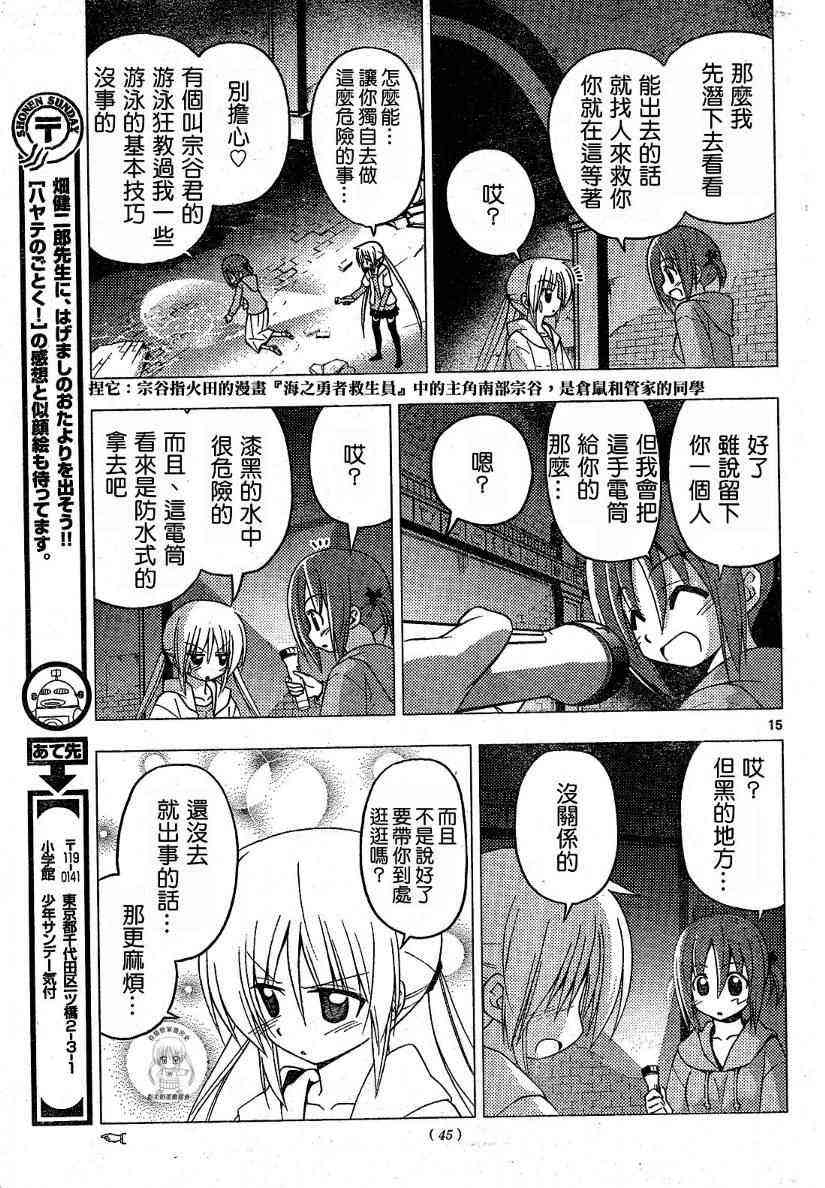 那麼我
先潛下去看看
能出去的話
就找人來救你
你就在這等著
哎？
怎麼能…
讓你獨自去做
這麼危險的事…
別擔心♡
有個叫宗谷君的
游泳狂教過我一些
游泳的基本技巧
沒事的
捏它：宗谷指火田的漫畫『海之勇者救生員』中的主角南部宗谷，是倉鼠和管家的同學
好了
雖說留下
你一個人
但我會把
這手電筒
給你的
那麼…
嗯？
哎？
漆黑的水中
很危險的
而且、這電筒
看來是防水式的
拿去吧
15
哎？
但黑的地方…
沒關係的
而且
不是說好了
要帶你到處
逛逛嗎？
還沒去
就出事的話…
那更麻煩…
(45)
SHONEN SUNDAY
〒
畑健二郎先生に、はげましのおたよりを出そう!!
【ハヤテのごとく！】の感想と似顔絵も待ってます。
あて先
〒119-0141 東京都千代田区一ツ橋2-3-1
小学館 少年サンデー気付